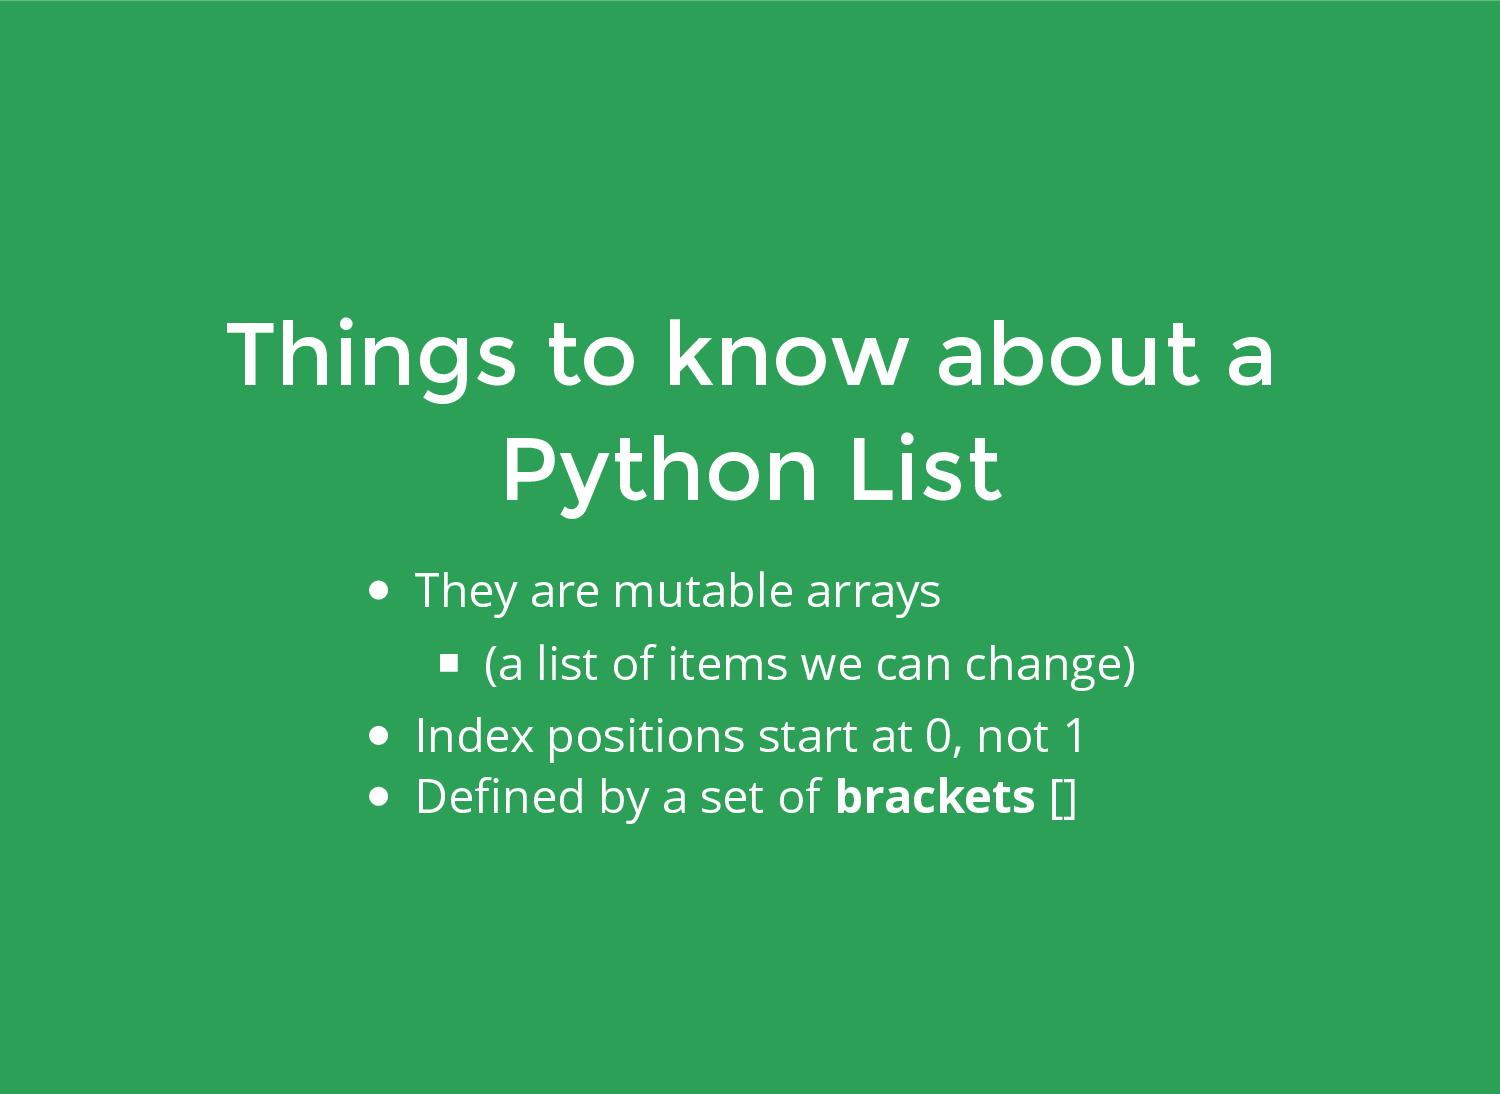 Things to know about a
Python List
They are mutable arrays
(a list of items we can change)
Index positions start at 0, not 1
Defined by a set of brackets []